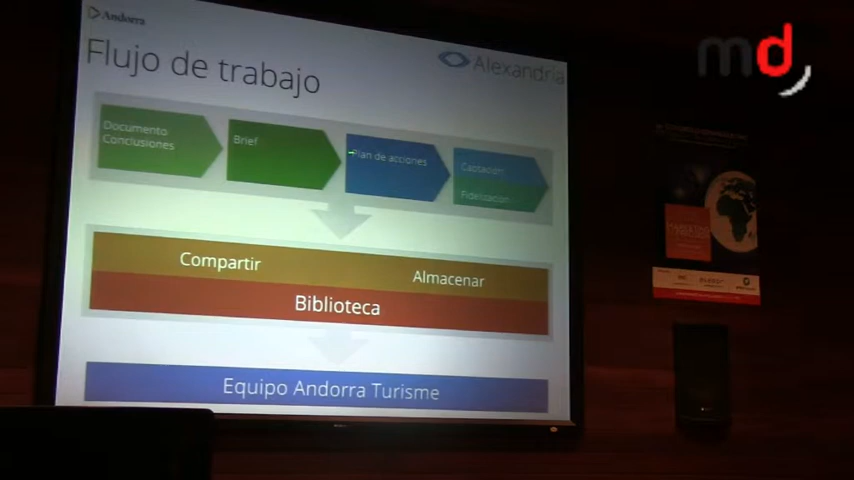 Andorra
Alexandria
Flujo de trabajo
Documento
Conclusiones
Brief
Plan de acciones
Captación
Fidelización
Compartir
Almacenar
Biblioteca
Equipo Andorra Turisme
md